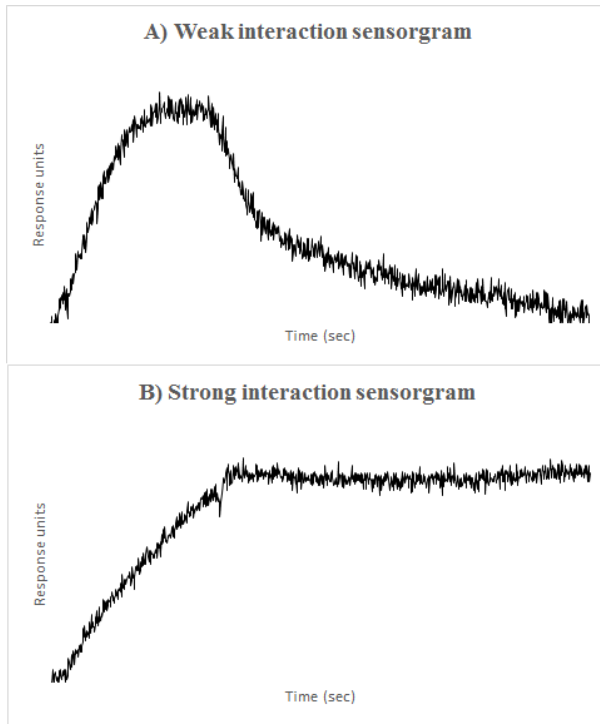 A) Weak interaction sensorgram
Response units
Time (sec)
B) Strong interaction sensorgram
Response units
Time (sec)